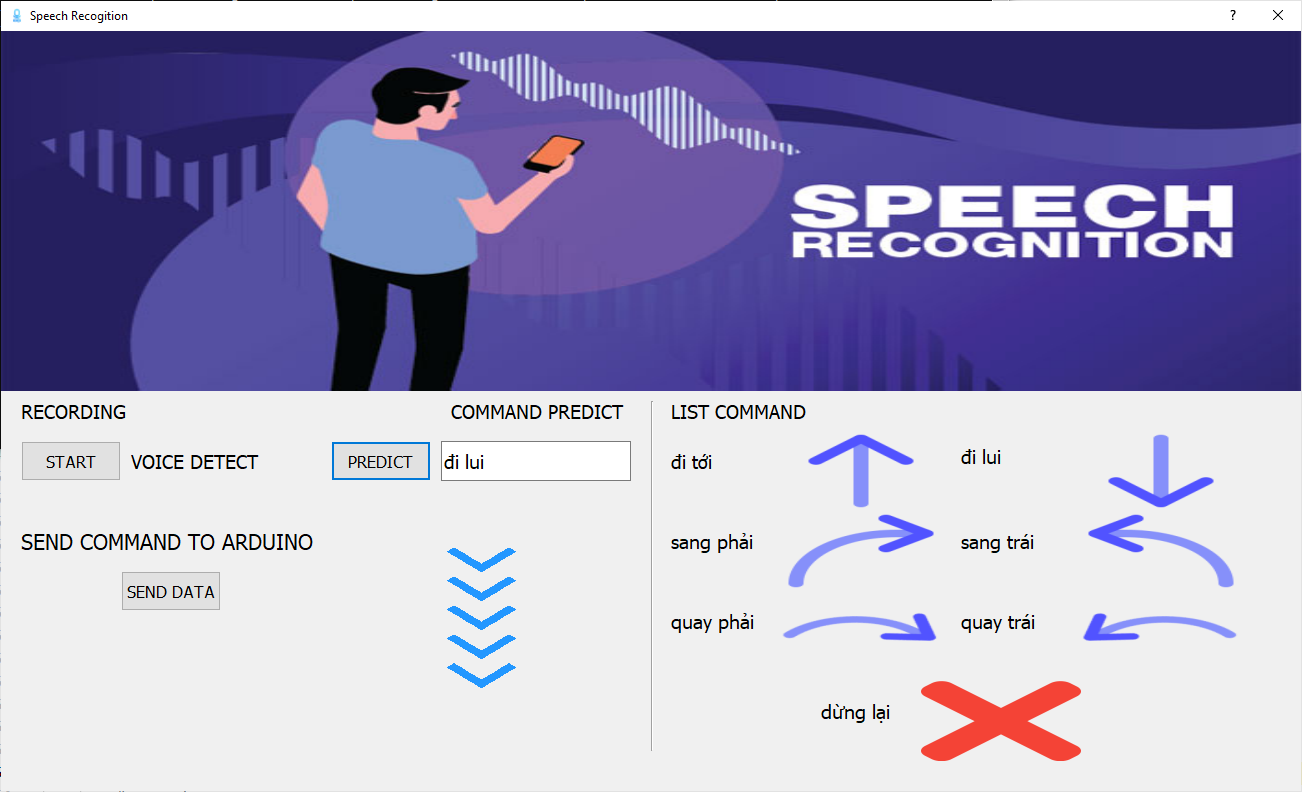 Speech Recogition
?
SPEECH
RECOGNITION
RECORDING
COMMAND PREDICT
START
VOICE DETECT
PREDICT
đi lui
SEND COMMAND TO ARDUINO
SEND DATA
LIST COMMAND
đi tới
đi lui
sang phải
sang trái
quay phải
quay trái
dừng lại